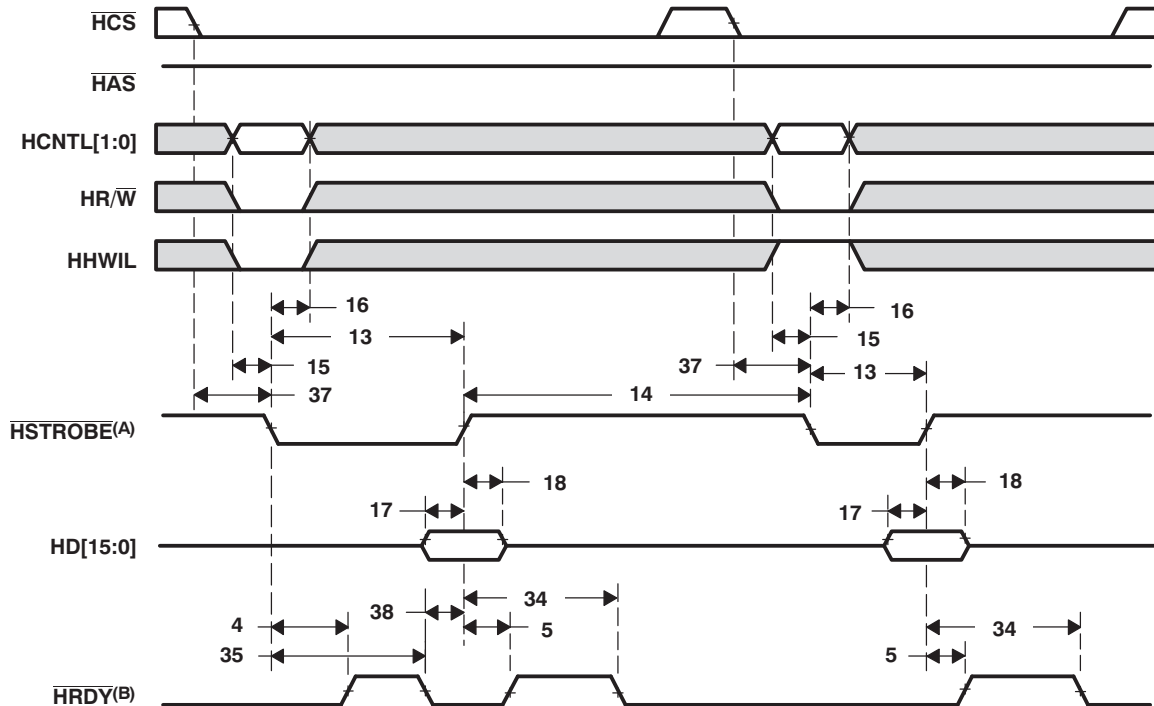 HCS
HAS
HCNTL[1:0]
HR/W
HHWIL
16
16
13
15
15
37
13
37
14
HSTROBE(A)
18
18
17
17
HD[15:0]
34
38
4
5
34
35
5
HRDY(B)